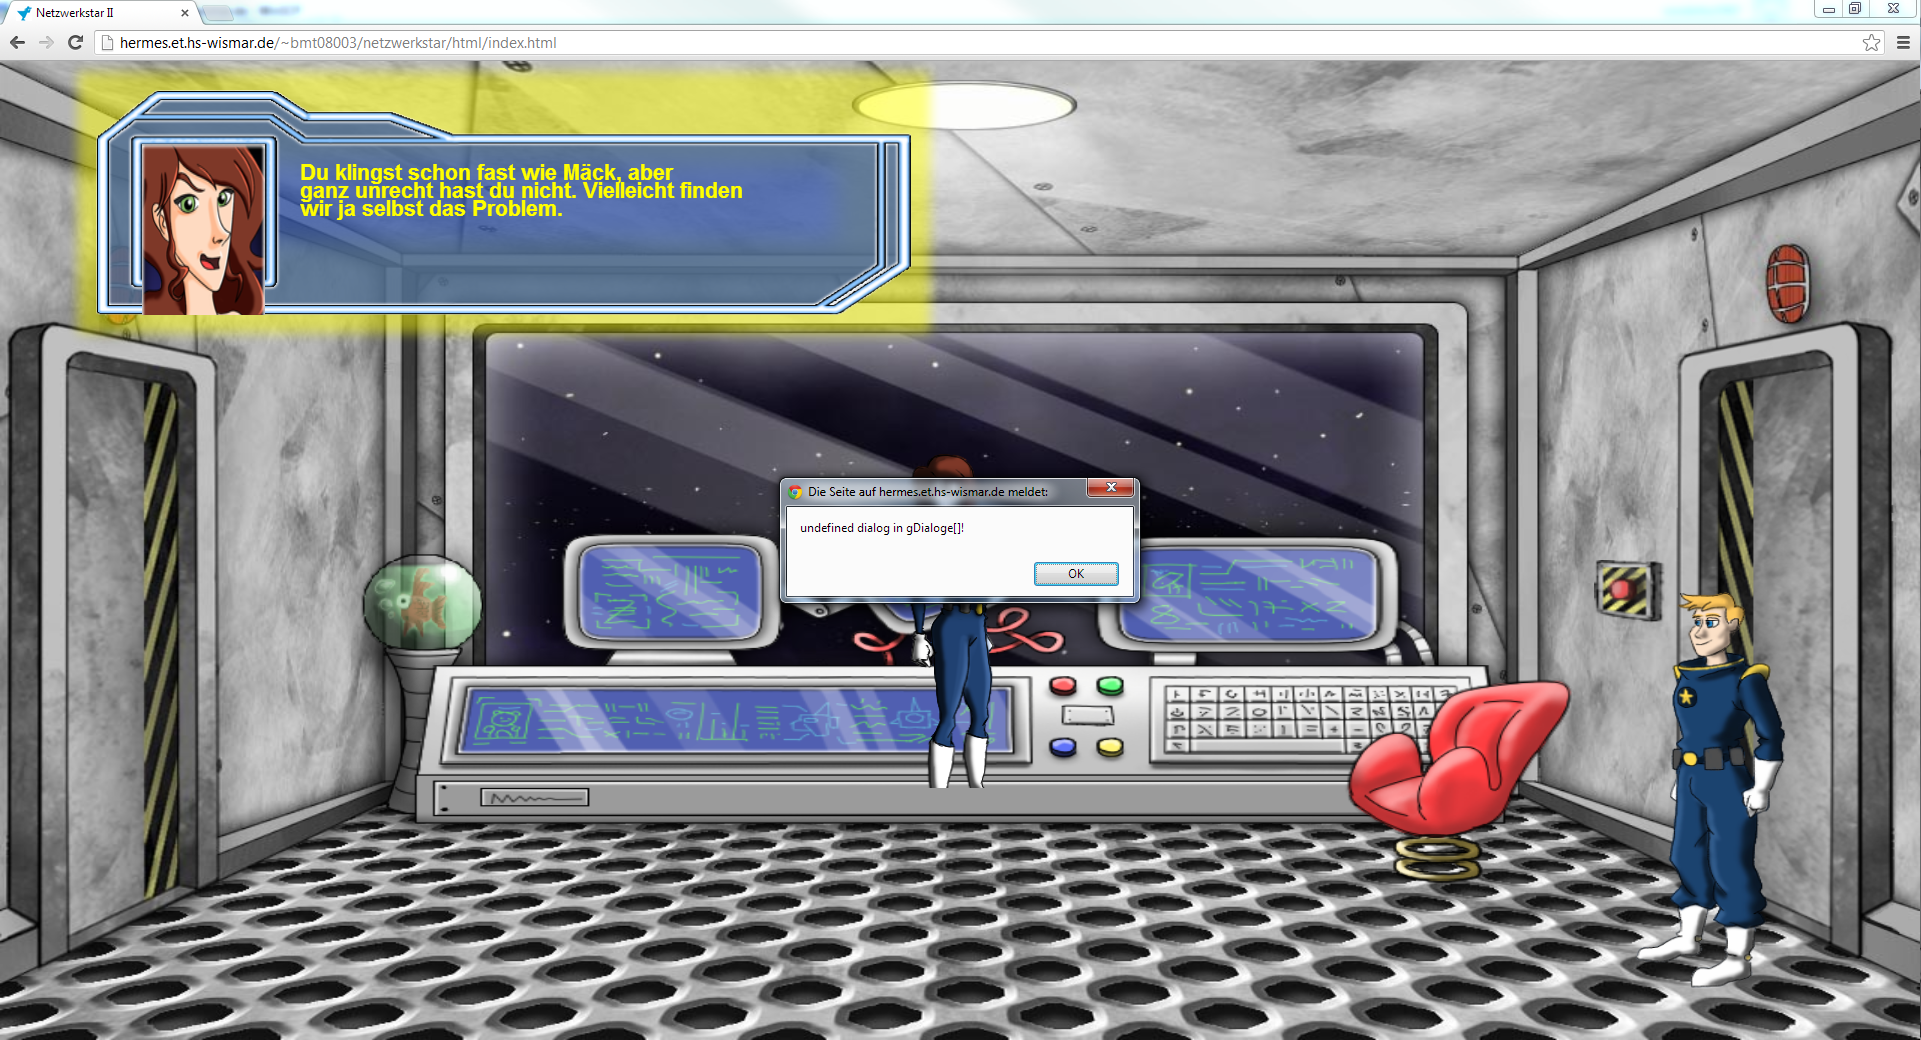 Netzwerkstar II
hermes.et.hs-wismar.de/~bmt08003/netzwerkstar/html/index.html
Du klingst schon fast wie Mäck, aber
ganz unrecht hast du nicht. Vielleicht finden
wir ja selbst das Problem.
Die Seite auf hermes.et.hs-wismar.de meldet:
undefined dialog in gDialoge[]!
OK